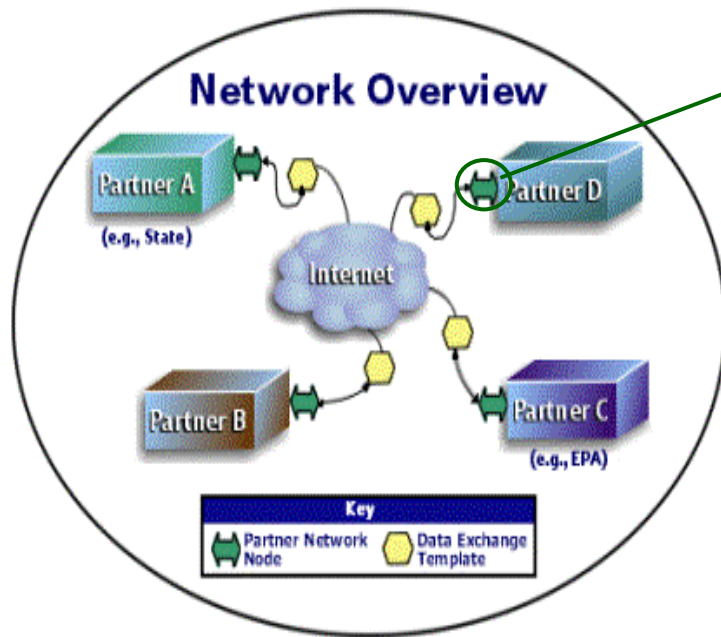 Network Overview
Partner A
(e.g., State)
Partner D
Internet
Partner B
Partner C
(e.g., EPA)
Key
Partner Network
Node
Data Exchange
Template